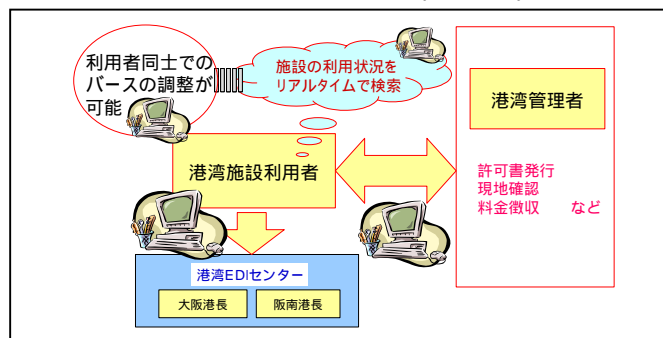 利用者同士での
バースの調整が
可能
施設の利用状況を
リアルタイムで検索
港湾管理者
港湾施設利用者
許可書発行
現地確認
料金徴収 など
港湾EDIセンター
大阪港長
阪南港長